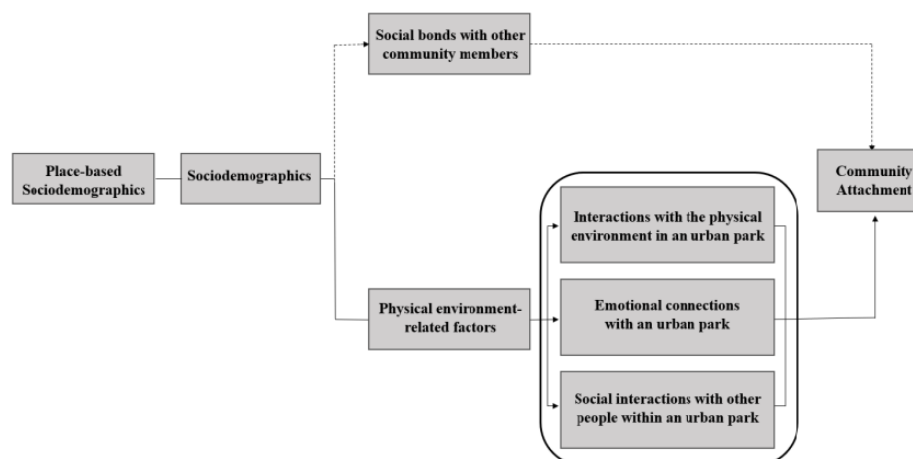 Social bonds with other
community members
Place-based
Sociodemographics
Sociodemographics
Community
Attachment
Interactions with the physical
environment in an urban park
Physical environment-
related factors
Emotional connections
with an urban park
Social interactions with other
people within an urban park